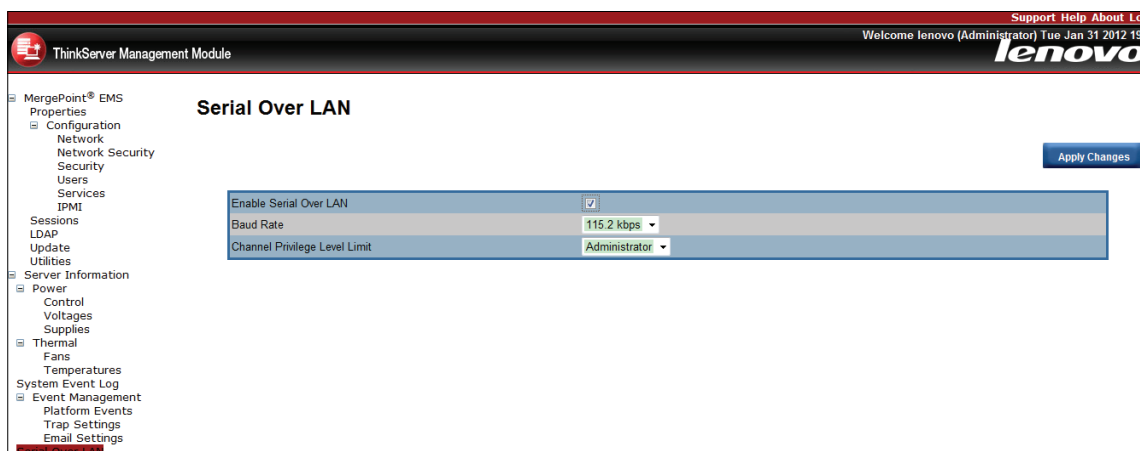 Support Help About
Welcome lenovo (Administrator) Tue Jan 31 2012
ThinkServer Management Module
lenovo
MergePoint® EMS
Properties
Configuration
Network
Network Security
Security
Users
Services
IPMI
Sessions
LDAP
Update
Utilities
Server Information
Power
Control
Voltages
Supplies
Thermal
Fans
Temperatures
System Event Log
Event Management
Platform Events
Trap Settings
Email Settings
Serial Over LAN
Serial Over LAN
Apply Changes
Enable Serial Over LAN
Baud Rate 115.2 kbps
Channel Privilege Level Limit Administrator